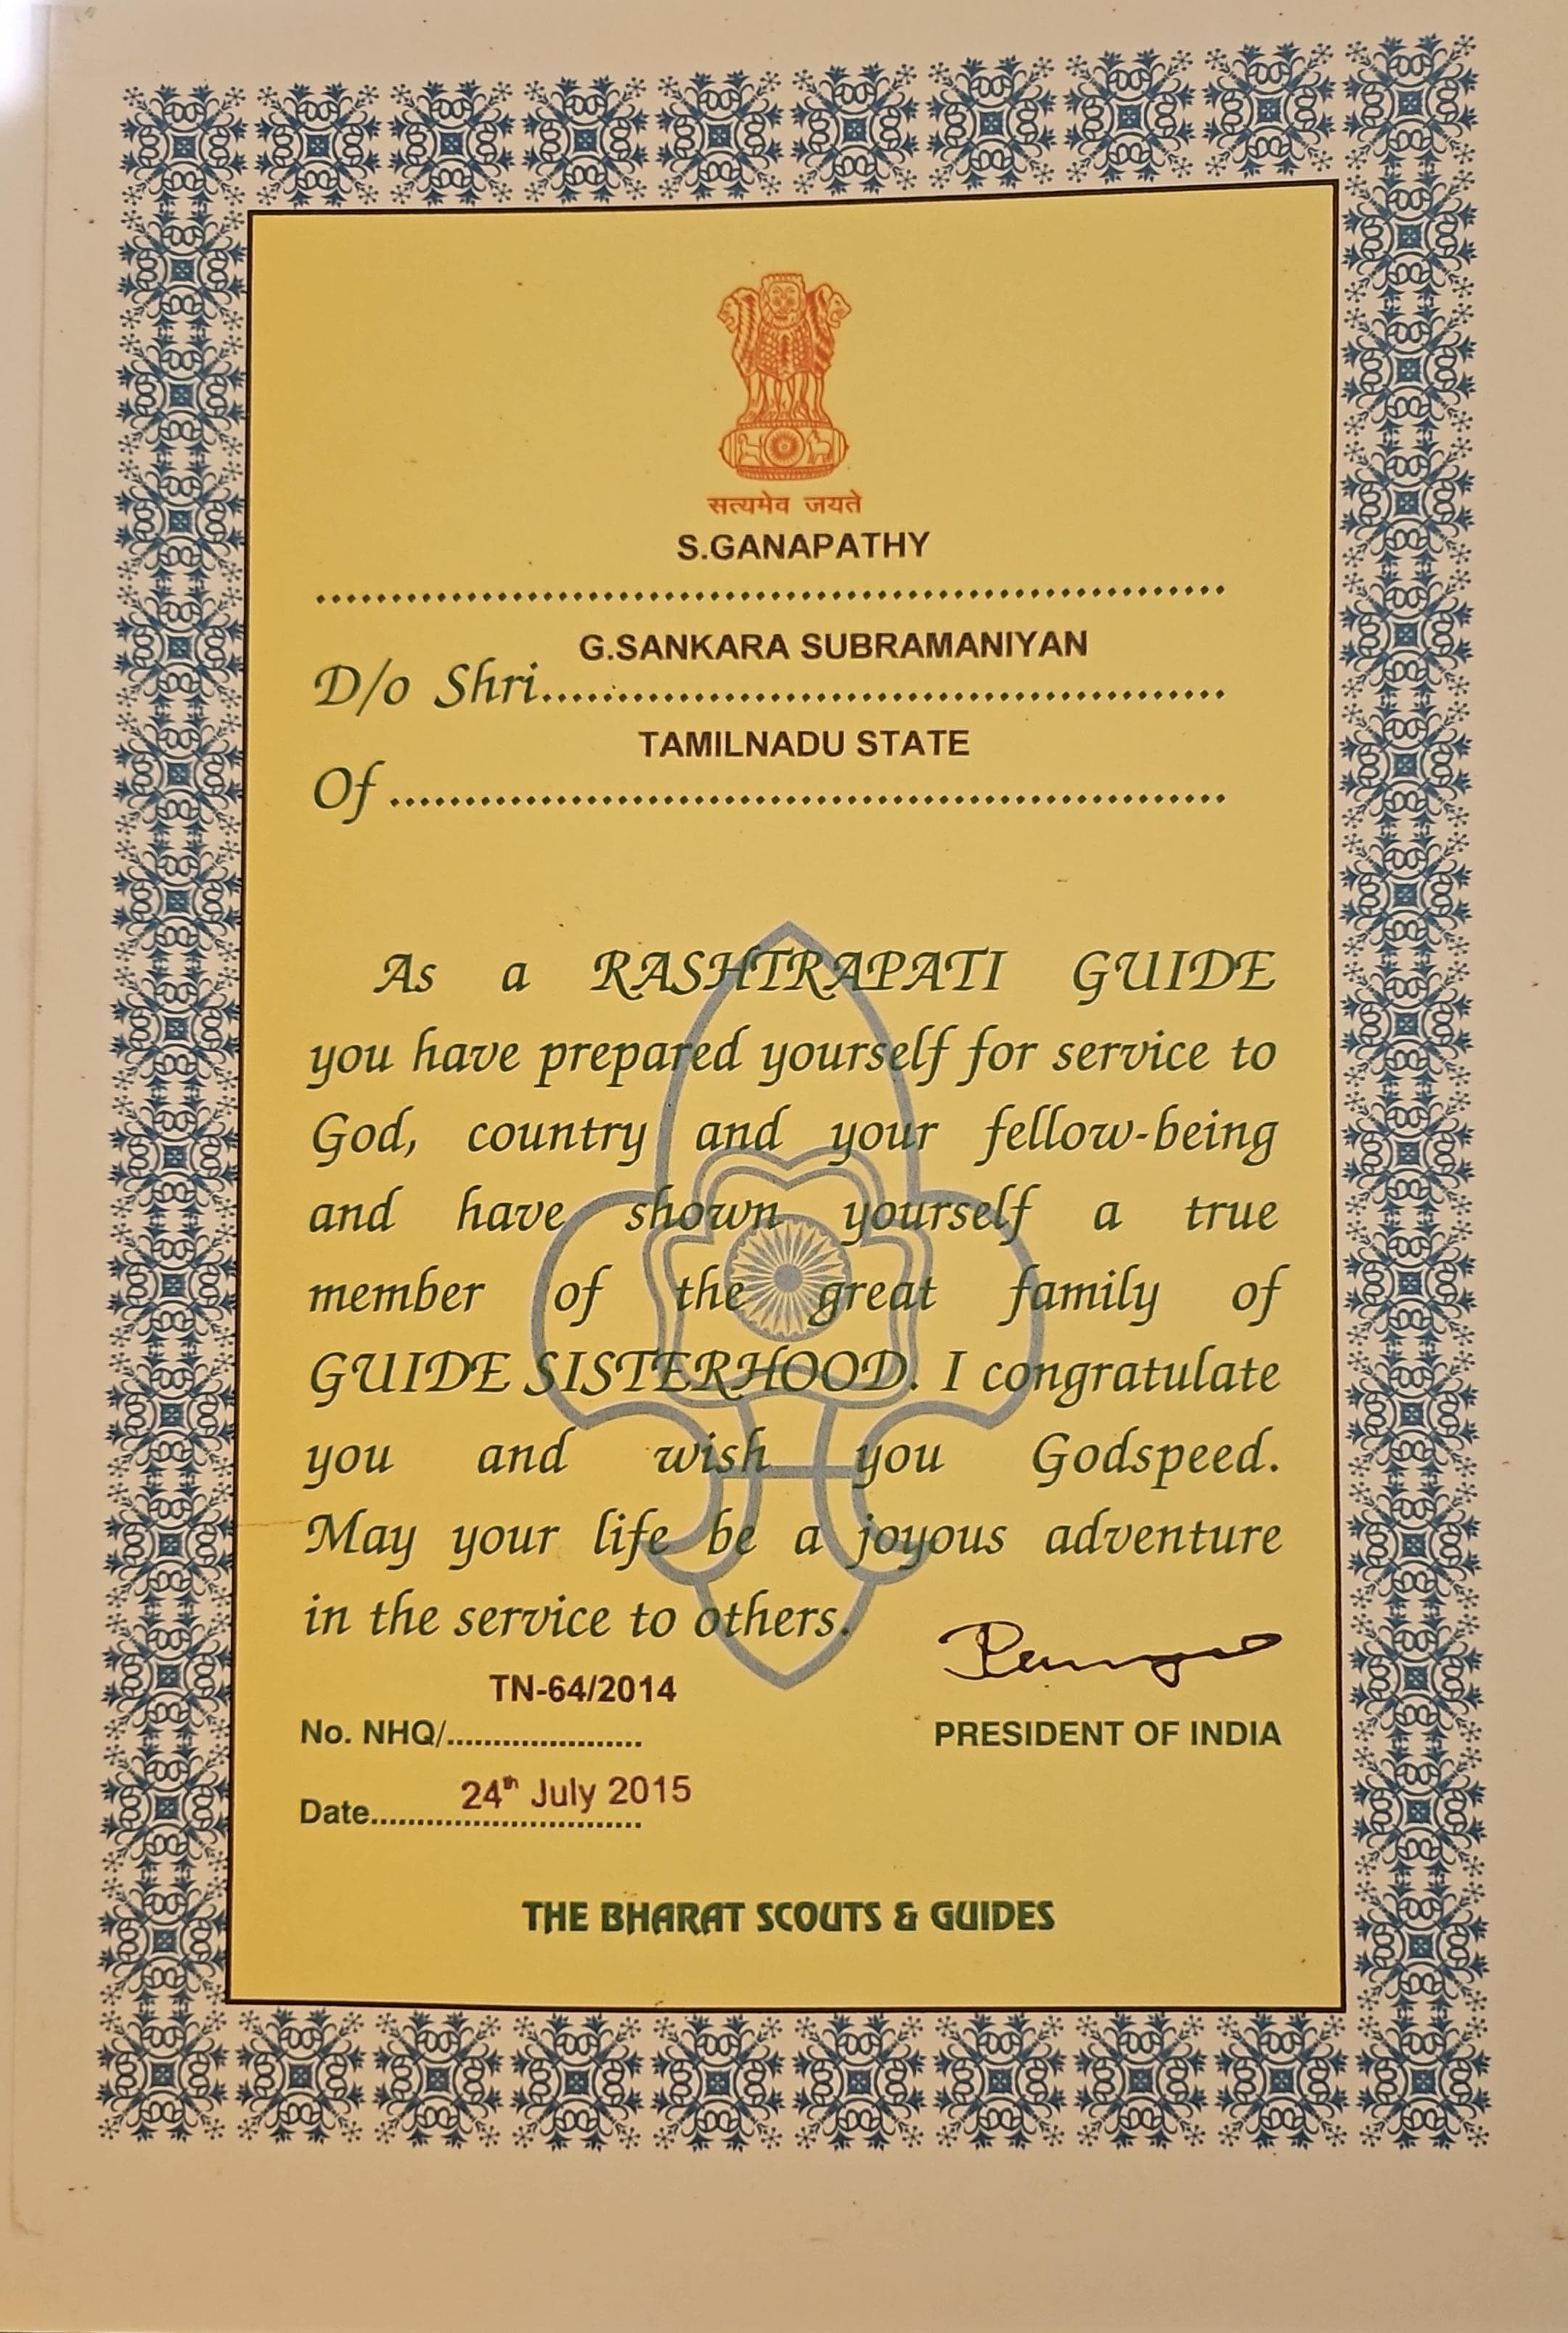 सत्यमेव जयते
S.GANAPATHY
G.SANKARA SUBRAMANIYAN
D/o Shri
TAMILNADU STATE
Of
As a RASHTRAPATI GUIDE
you have prepared yourself for service to
God, country and your fellow-being
and have shown yourself a true
member of the great family of
GUIDE SISTERHOOD. I congratulate
you and wish you Godspeed.
May your life be a joyous adventure
in the service to others.
TN-64/2014
No. NHQ/
PRESIDENT OF INDIA
24th July 2015
Date
THE BHARAT SCOUTS & GUIDES